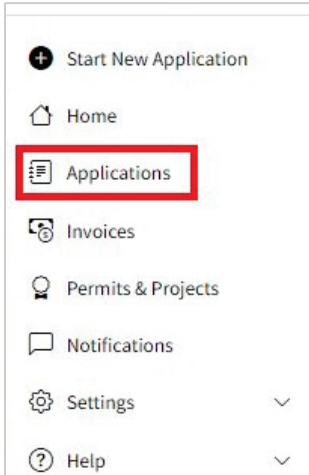 Start New Application
Home
Applications
Invoices
Permits & Projects
Notifications
Settings
Help